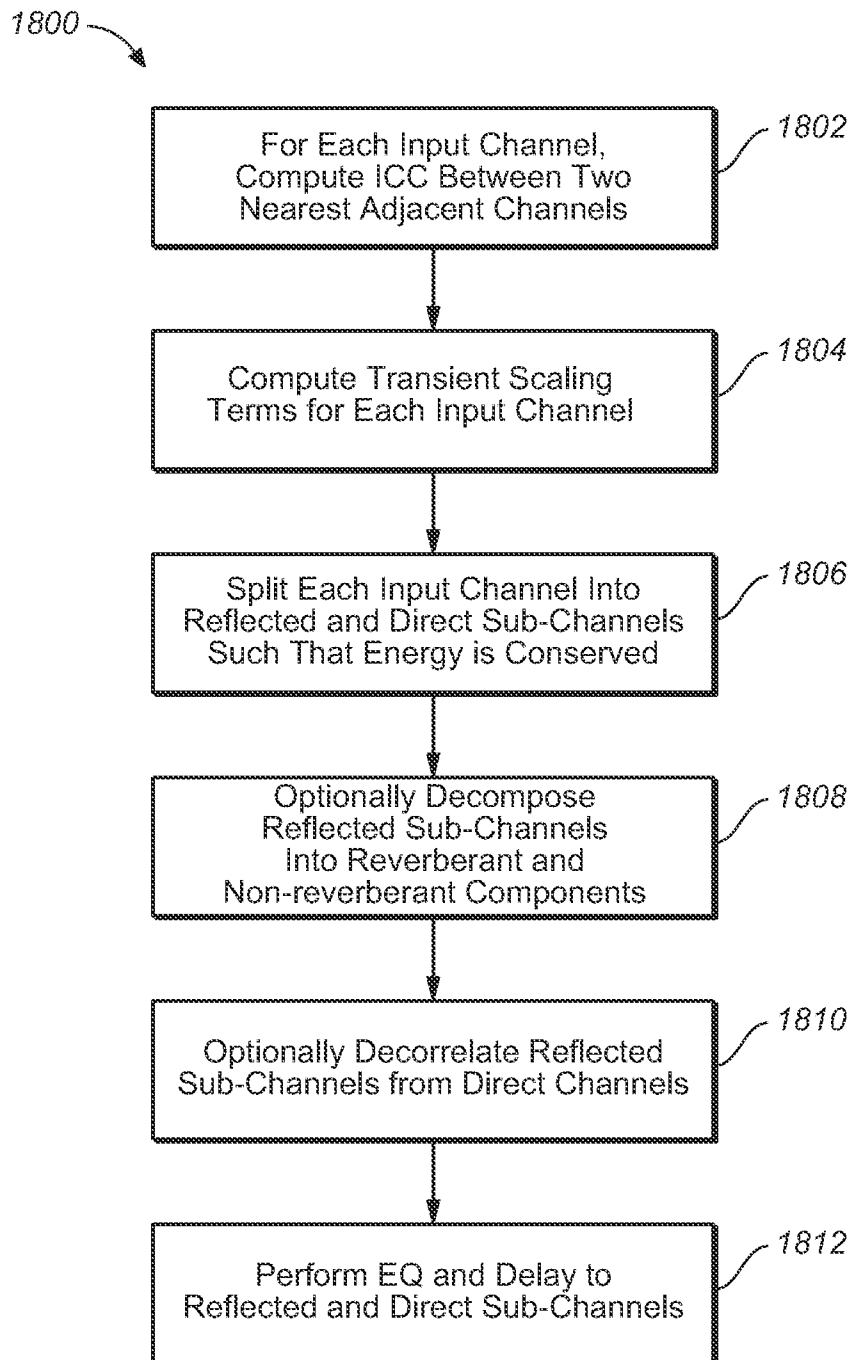 1800
For Each Input Channel,
Compute ICC Between Two
Nearest Adjacent Channels
1802
Compute Transient Scaling
Terms for Each Input Channel
1804
Split Each Input Channel Into
Reflected and Direct Sub-Channels
Such That Energy is Conserved
1806
Optionally Decompose
Reflected Sub-Channels
Into Reverberant and
Non-reverberant Components
1808
Optionally Decorrelate Reflected
Sub-Channels from Direct Channels
1810
Perform EQ and Delay to
Reflected and Direct Sub-Channels
1812